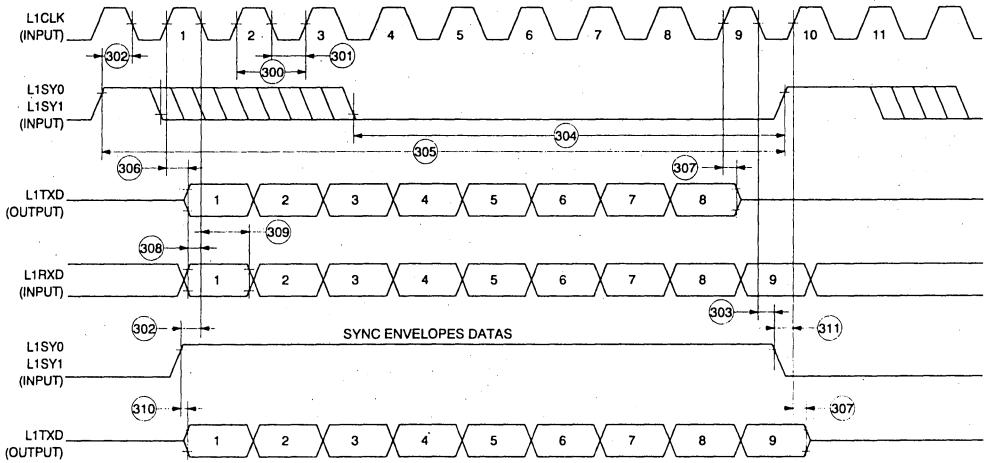 L1CLK
(INPUT)
1 2 3 4 5 6 7 8 9 10 11
302 301
300
L1SY0
L1SY1
(INPUT)
304
305
306 307
L1TXD
(OUTPUT)
1 2 3 4 5 6 7 8
309
308
L1RXD
(INPUT)
1 2 3 4 5 6 7 8 9
302 303 311
SYNC ENVELOPES DATAS
L1SY0
L1SY1
(INPUT)
310 307
L1TXD
(OUTPUT)
1 2 3 4 5 6 7 8 9